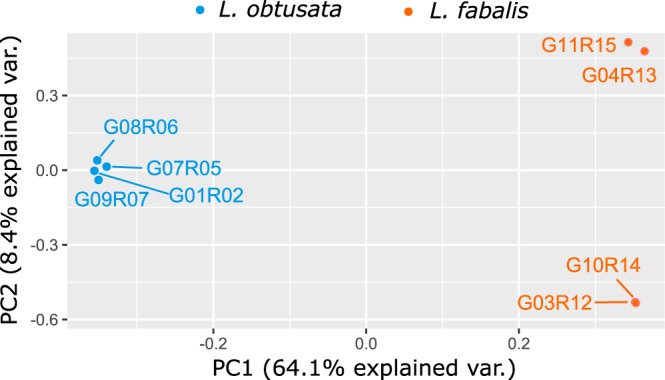 L. obtusata
L. fabalis
PC2 (8.4% explained var.)
0.3
0.0
-0.3
-0.6
G11R15
G04R13
G08R06
G07R05
G09R07
G01R02
G10R14
G03R12
-0.2
0.0
0.2
PC1 (64.1% explained var.)